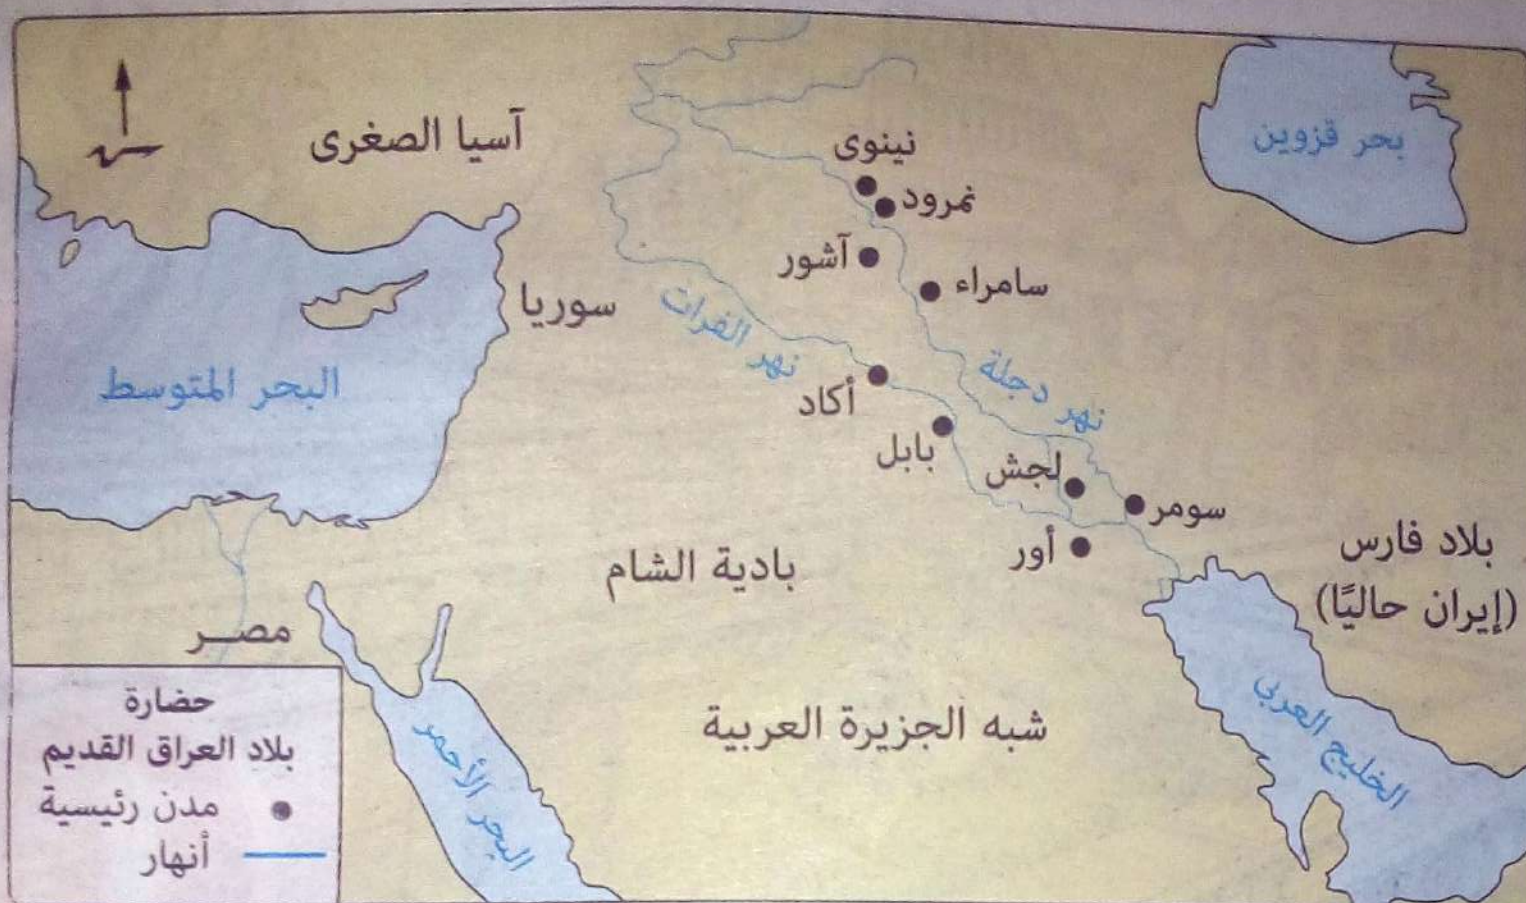 آسيا الصغرى
بحر قزوين
نينوى
نمرود
آشور
سامراء
سوريا
نهر الفرات
نهر دجلة
البحر المتوسط
أكاد
بابل
لجش
سومر
أور
بلاد فارس
(إيران حاليًا)
بادية الشام
مصر
شبه الجزيرة العربية
الخليج العربي
البحر الأحمر
حضارة
بلاد العراق القديم
مدن رئيسية
أنهار